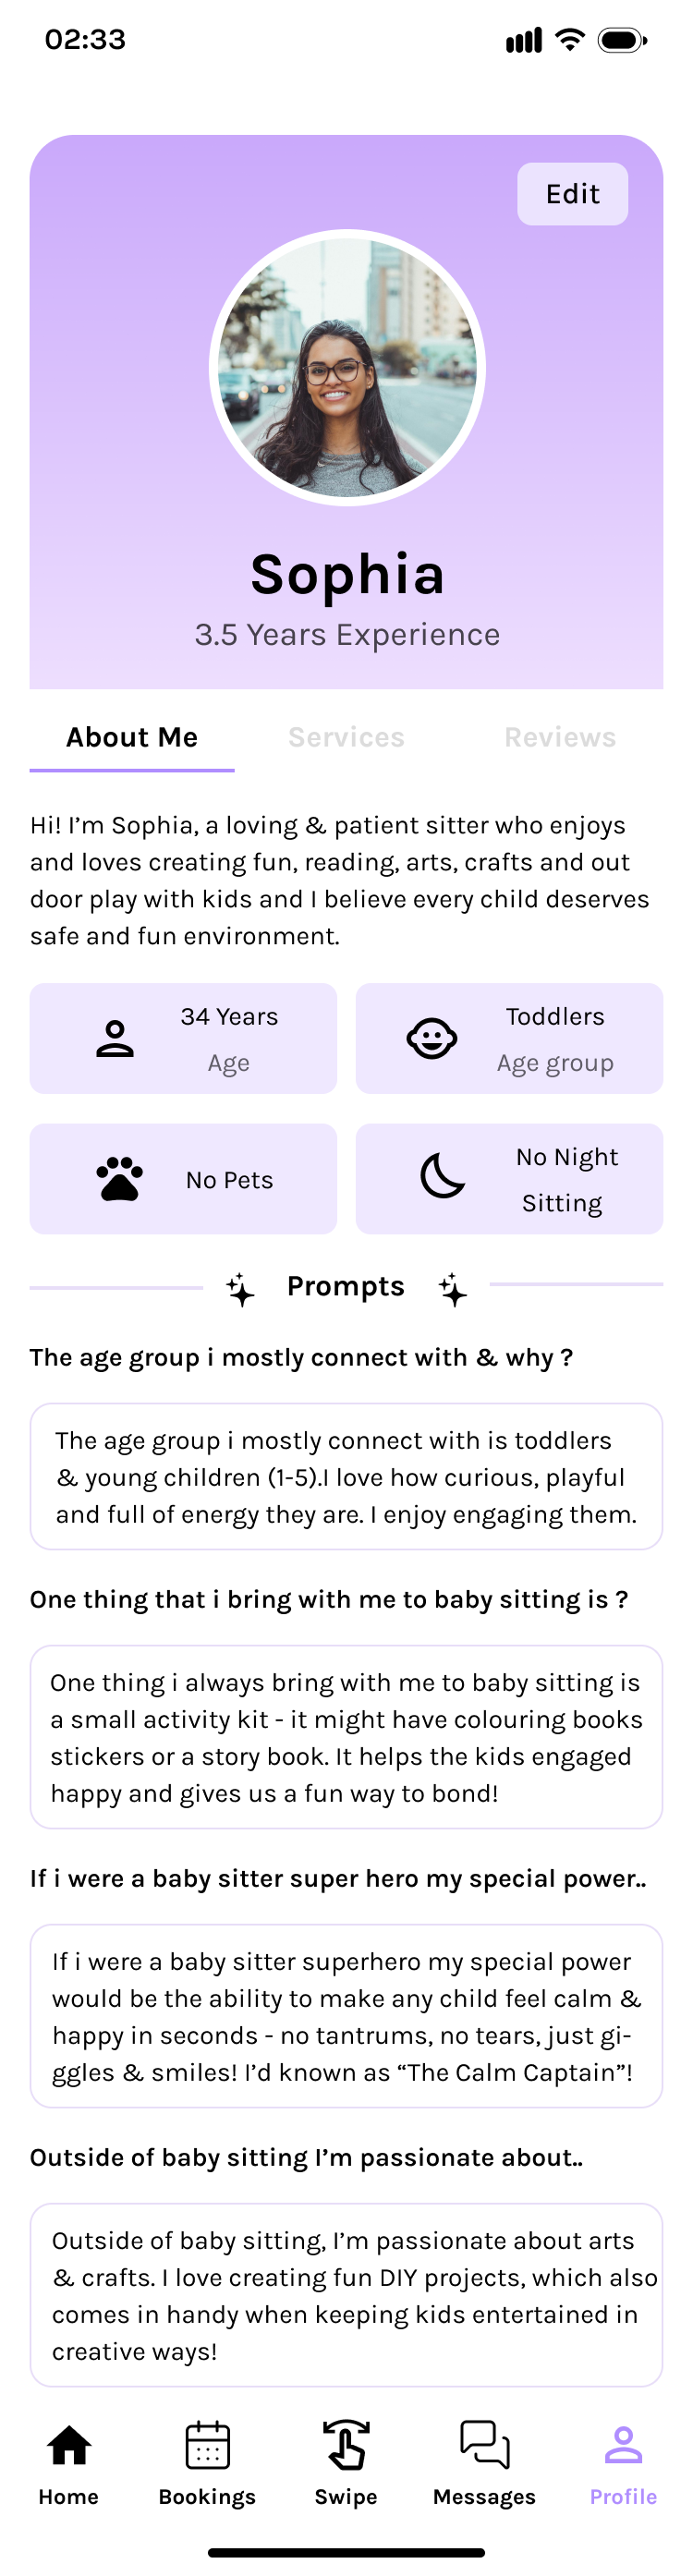 02:33
Edit
Sophia
3.5 Years Experience
About Me Services Reviews
Hi! I’m Sophia, a loving & patient sitter who enjoys
and loves creating fun, reading, arts, crafts and out
door play with kids and I believe every child deserves
safe and fun environment.
34 Years
Age
Toddlers
Age group
No Pets
No Night
Sitting
Prompts
The age group i mostly connect with & why ?
The age group i mostly connect with is toddlers
& young children (1-5).I love how curious, playful
and full of energy they are. I enjoy engaging them.
One thing that i bring with me to baby sitting is ?
One thing i always bring with me to baby sitting is
a small activity kit - it might have colouring books
stickers or a story book. It helps the kids engaged
happy and gives us a fun way to bond!
If i were a baby sitter super hero my special power..
If i were a baby sitter superhero my special power
would be the ability to make any child feel calm &
happy in seconds - no tantrums, no tears, just gi-
ggles & smiles! I’d known as “The Calm Captain”!
Outside of baby sitting I’m passionate about..
Outside of baby sitting, I’m passionate about arts
& crafts. I love creating fun DIY projects, which also
comes in handy when keeping kids entertained in
creative ways!
Home Bookings Swipe Messages Profile